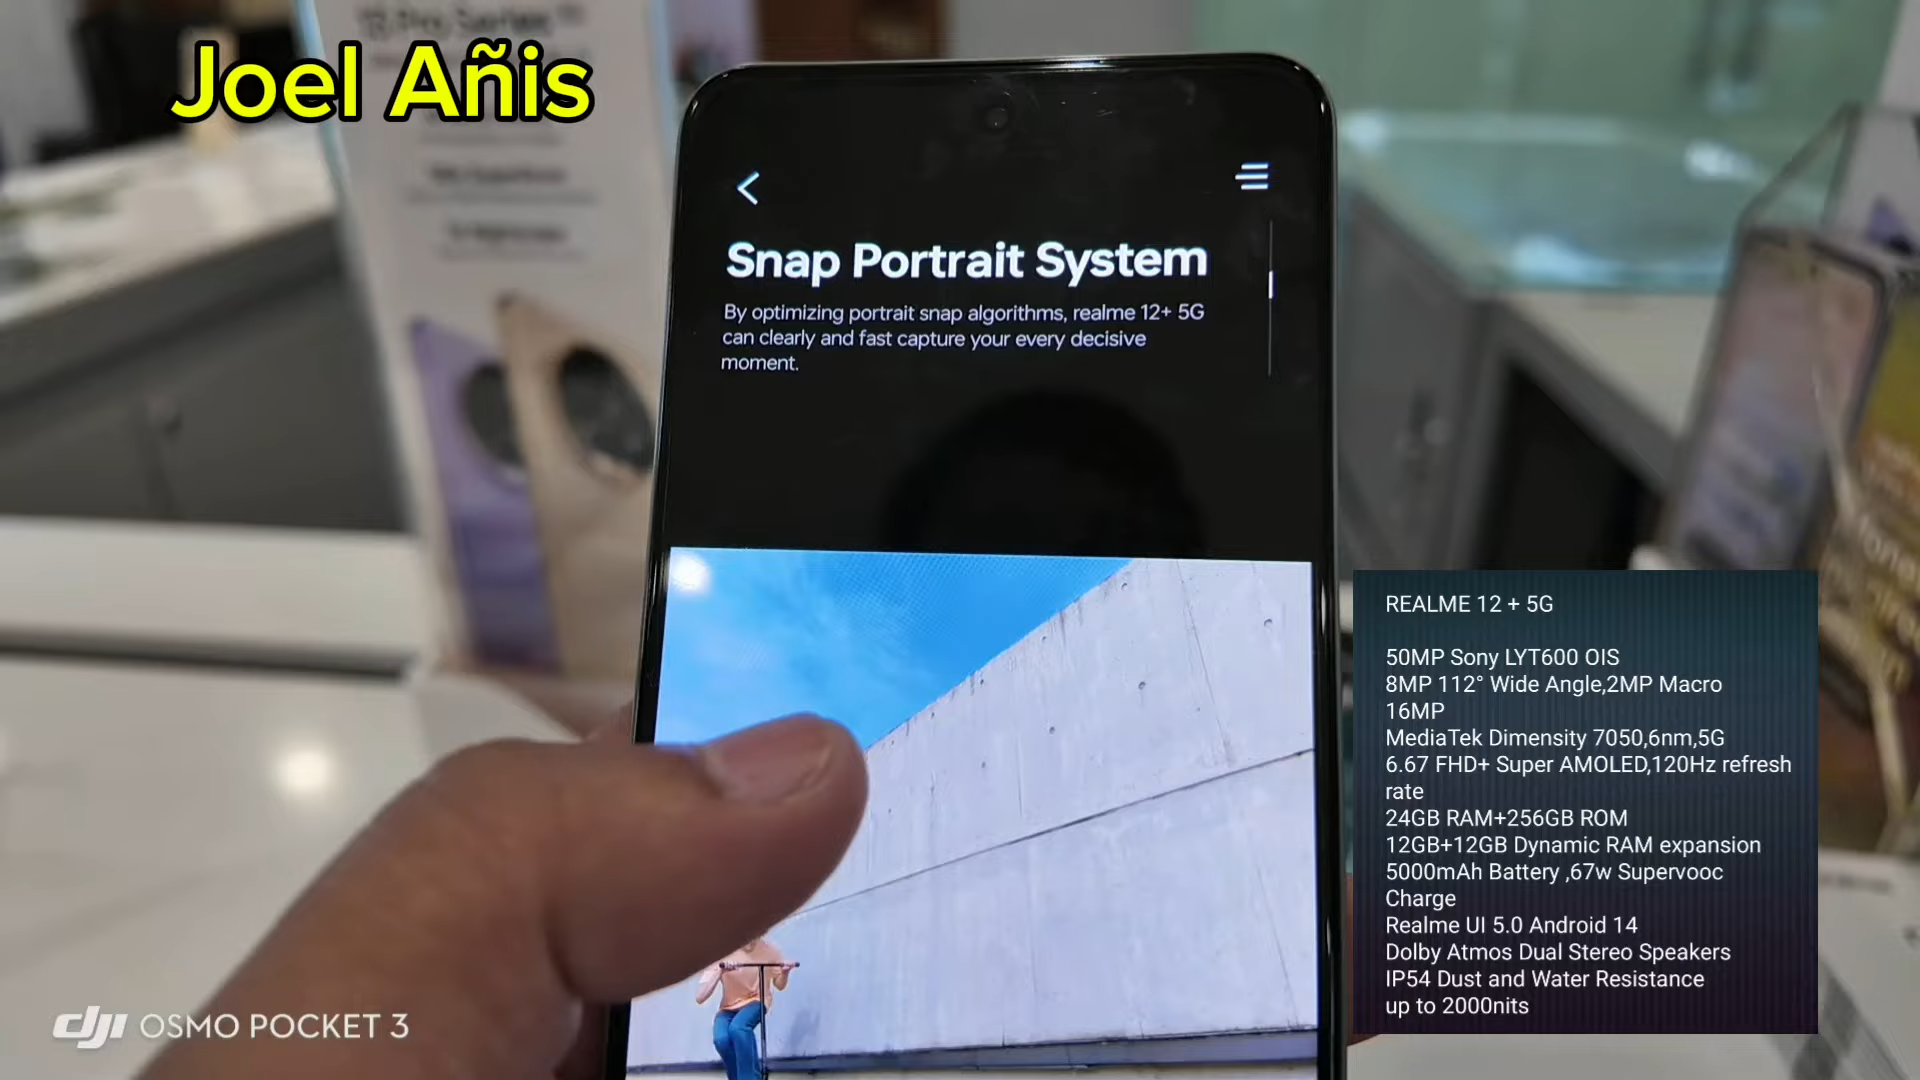 Joel Añis
Snap Portrait System
By optimizing portrait snap algorithms, realme 12+ 5G
can clearly and fast capture your every decisive
moment.
REALME 12 + 5G
50MP Sony LYT600 OIS
8MP 112° Wide Angle,2MP Macro
16MP
MediaTek Dimensity 7050,6nm,5G
6.67 FHD+ Super AMOLED,120Hz refresh
rate
24GB RAM+256GB ROM
12GB+12GB Dynamic RAM expansion
5000mAh Battery ,67w Supervooc
Charge
Realme UI 5.0 Android 14
Dolby Atmos Dual Stereo Speakers
IP54 Dust and Water Resistance
up to 2000nits
dji OSMO POCKET 3